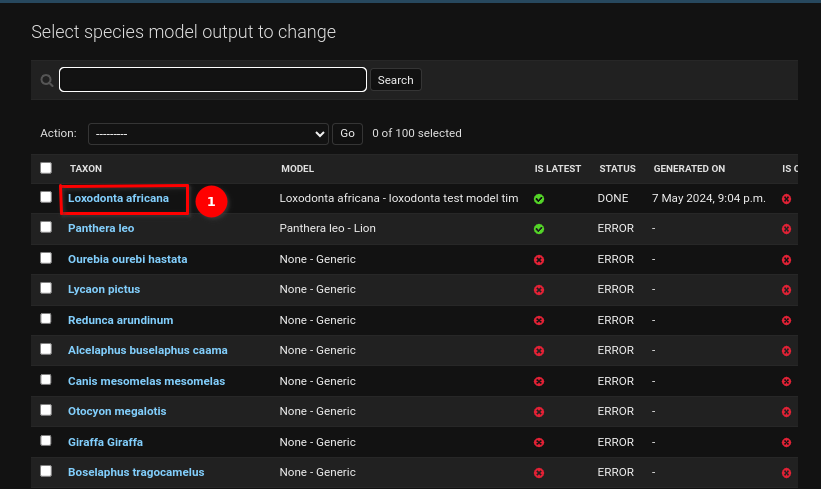 Select species model output to change
Search
Action: --------- Go 0 of 100 selected
TAXON MODEL IS LATEST STATUS GENERATED ON IS C
Loxodonta africana 1 Loxodonta africana - loxodonta test model tim DONE 7 May 2024, 9:04 p.m.
Panthera leo Panthera leo - Lion ERROR -
Ourebia ourebi hastata None - Generic ERROR -
Lycaon pictus None - Generic ERROR -
Redunca arundinum None - Generic ERROR -
Alcelaphus buselaphus caama None - Generic ERROR -
Canis mesomelas mesomelas None - Generic ERROR -
Otocyon megalotis None - Generic ERROR -
Giraffa Giraffa None - Generic ERROR -
Boselaphus tragocamelus None - Generic ERROR -